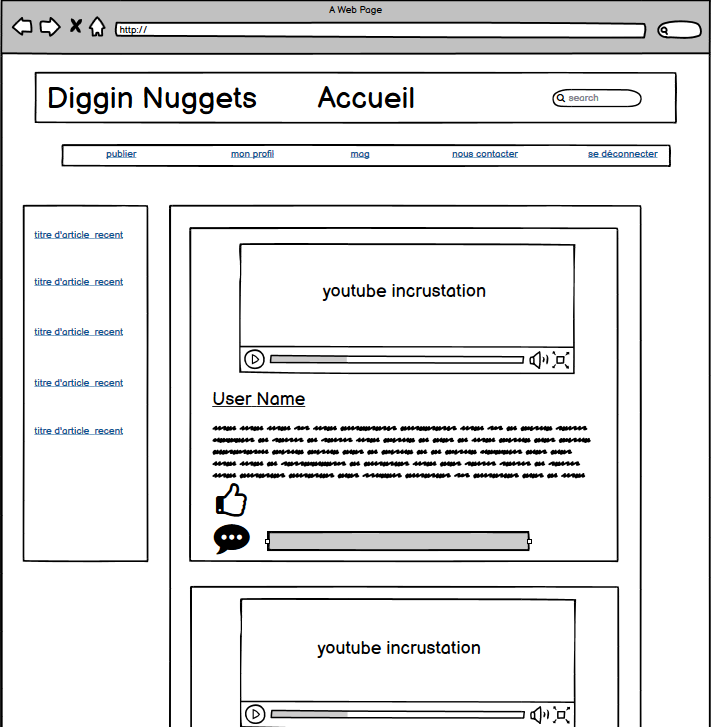 A Web Page
http://
Diggin Nuggets Accueil search
publier mon profil mag nous contacter se déconnecter
titre d'article recent
titre d'article recent
titre d'article recent
titre d'article recent
titre d'article recent
youtube incrustation
User Name
youtube incrustation